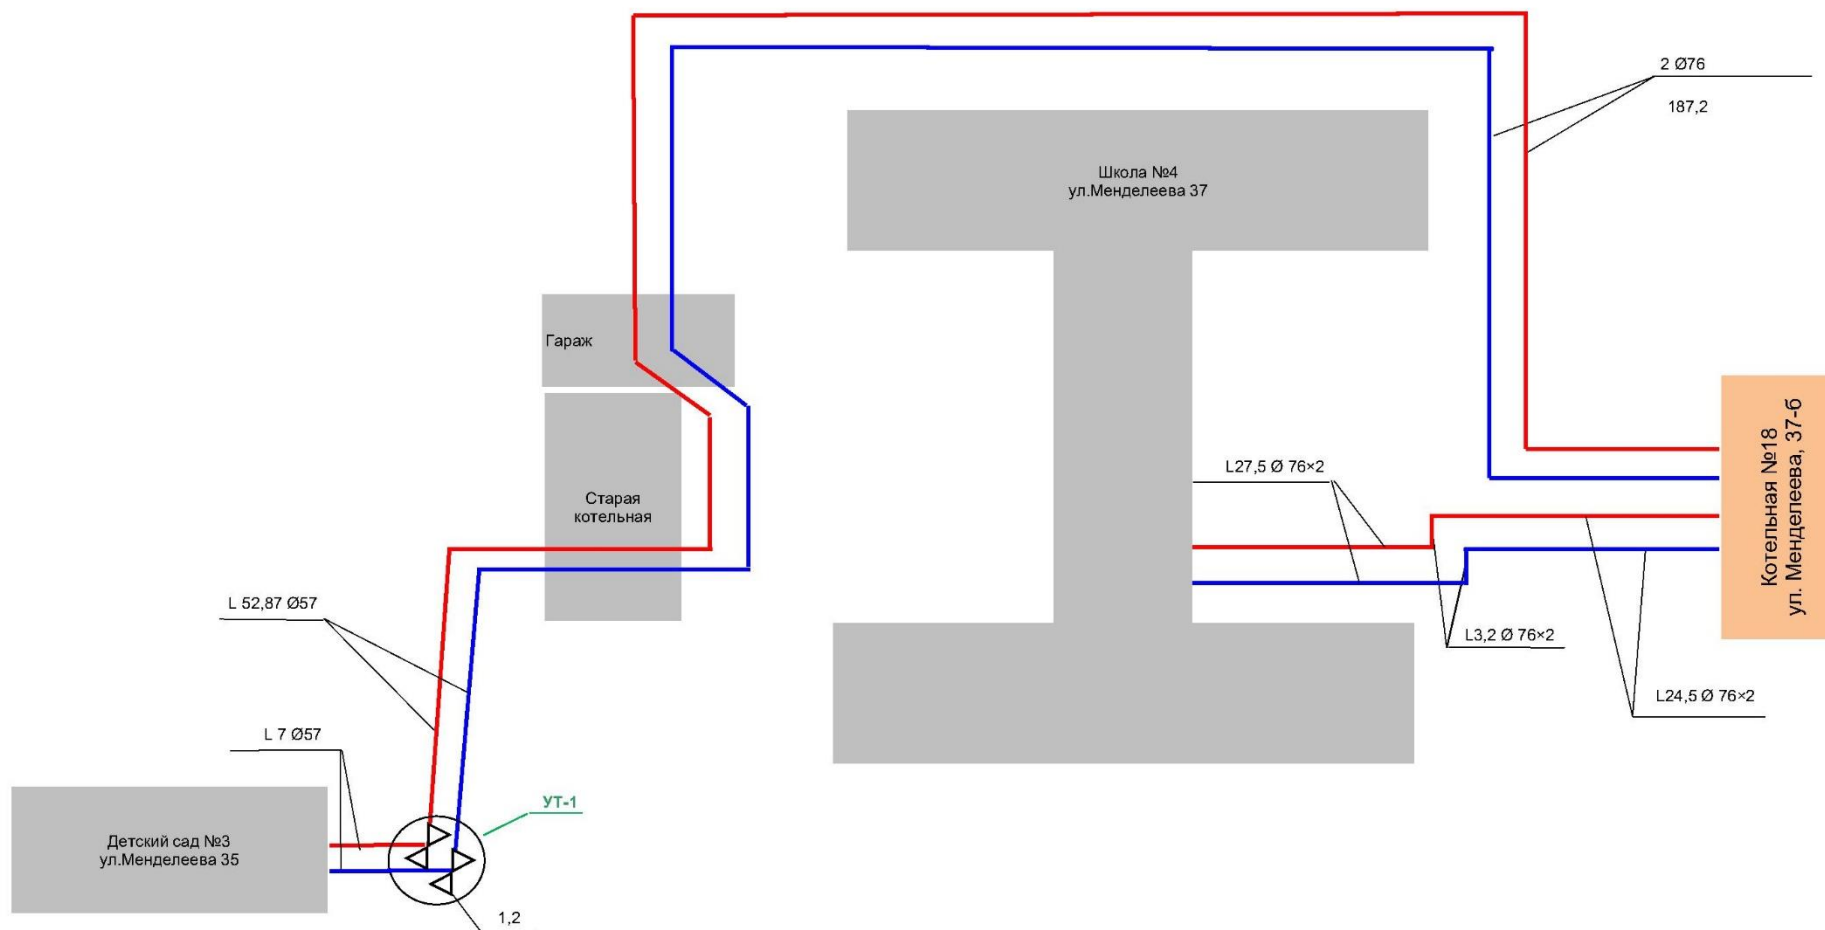 2 Ø76
187,2
Школа №4
ул.Менделеева 37
Гараж
Котельная №18
ул. Менделеева, 37-б
L27,5 Ø 76×2
Старая
котельная
L 52,87 Ø57
L3,2 Ø 76×2
L24,5 Ø 76×2
L 7 Ø57
УТ-1
Детский сад №3
ул.Менделеева 35
1,2